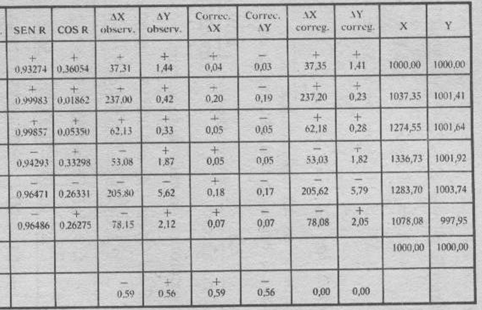 SEN R COS R ΔX observ. ΔY observ. Correc. ΔX Correc. ΔY ΔX correg. ΔY correg. X Y
+ + + + + − + +
0,93274 0,36054 37,31 1,44 0,04 0,03 37,35 1,41 1000,00 1000,00
+ + + + + − + +
0,99983 0,01862 237,00 0,42 0,20 0,19 237,20 0,23 1037,35 1001,41
+ + + + + − + +
0,99857 0,05350 62,13 0,33 0,05 0,05 62,18 0,28 1274,55 1001,64
− + − + + − − +
0,94293 0,33298 53,08 1,87 0,05 0,05 53,03 1,82 1336,73 1001,92
− − − − + − − −
0,96471 0,26331 205.80 5,62 0,18 0,17 205,62 5,79 1283,70 1003,74
− + − + + − − +
0,96486 0,26275 78,15 2,12 0,07 0,07 78,08 2,05 1078,08 997,95
1000,00 1000,00
− + + −
0.59 0.56 0,59 0,56 0,00 0,00